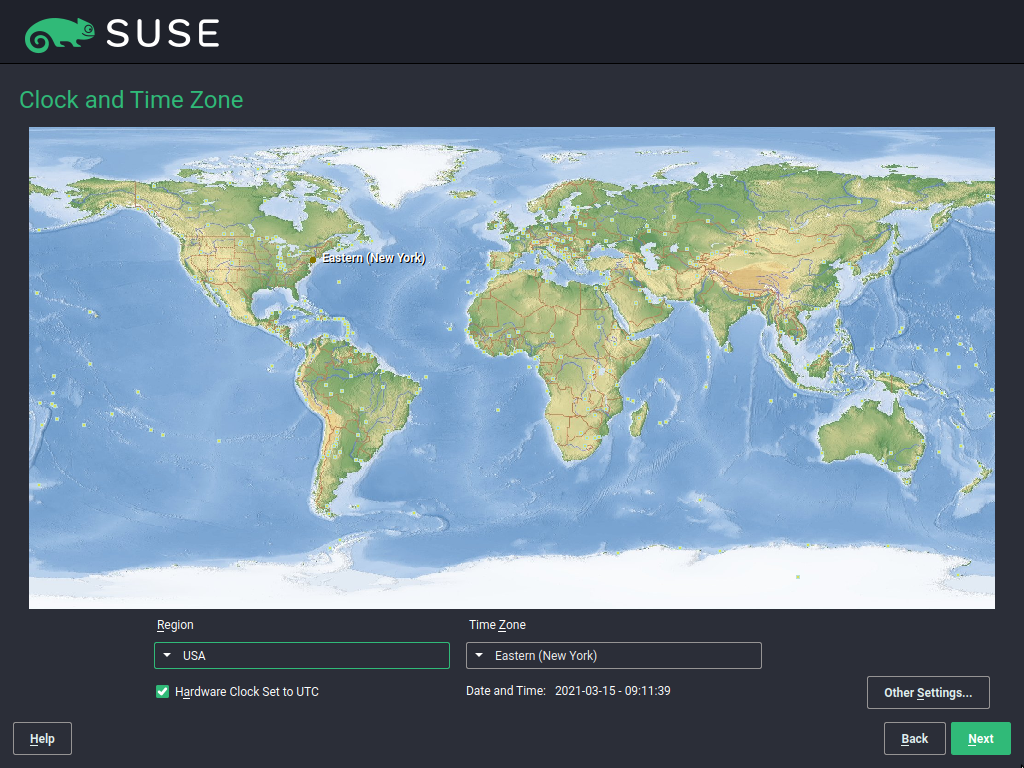 SUSE
Clock and Time Zone
Eastern (New York)
Region
Time Zone
USA
Eastern (New York)
Hardware Clock Set to UTC
Date and Time: 2021-03-15 - 09:11:39
Other Settings...
Help
Back
Next